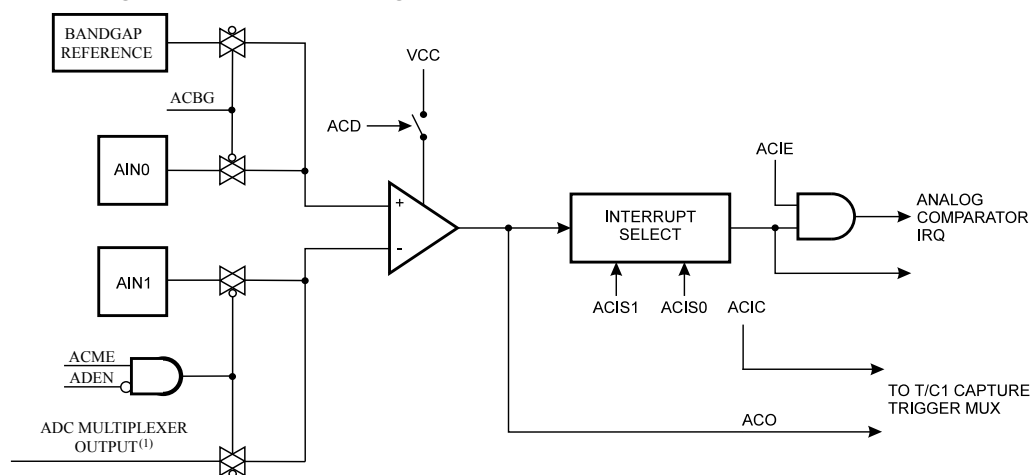 BANDGAP
REFERENCE
VCC
ACBG
ACD
AIN0
ACIE
+
-
INTERRUPT
SELECT
ANALOG
COMPARATOR
IRQ
AIN1
ACIS1
ACIS0
ACIC
ACME
ADEN
TO T/C1 CAPTURE
TRIGGER MUX
ADC MULTIPLEXER
OUTPUT(1)
ACO